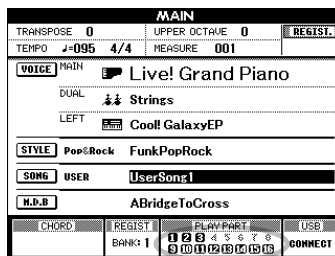 MAIN
TRANSPOSE 0 UPPER OCTAVE 0 REGIST.
TEMPO ♩=095 4/4 MEASURE 001
VOICE MAIN Live! Grand Piano
DUAL Strings
LEFT Cool! GalaxyEP
STYLE Pop&Rock FunkPopRock
SONG USER UserSong1
M.D.B ABridgeToCross
CHORD REGIST PLAY PART USB
BANK: 1 1 2 3 4 5 6 7 8 CONNECT
9 10 11 12 13 14 15 16